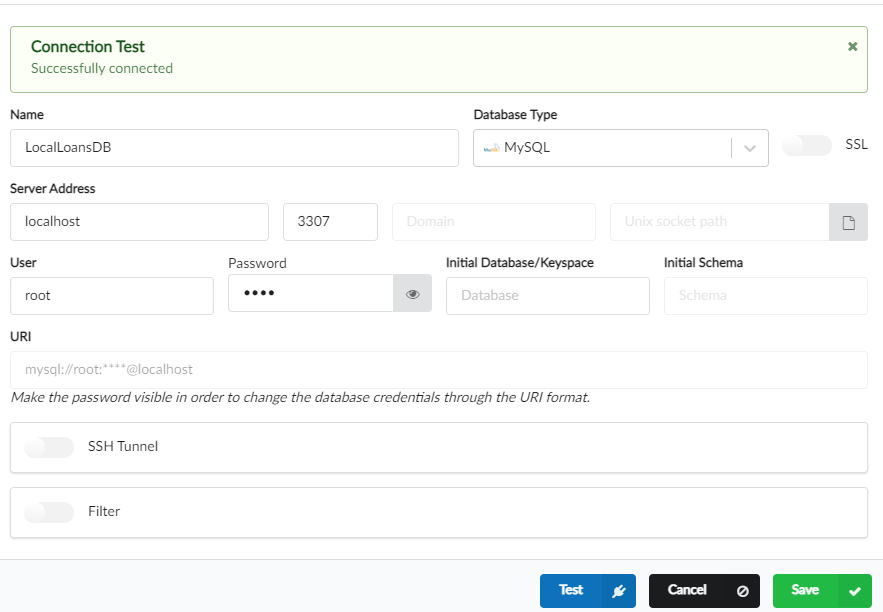 Connection Test
Successfully connected
Name
Database Type
LocalLoansDB
MySQL
SSL
Server Address
localhost
3307
Domain
Unix socket path
User
Password
Initial Database/Keyspace
Initial Schema
root
••••
Database
Schema
URI
mysql://root:****@localhost
Make the password visible in order to change the database credentials through the URI format.
SSH Tunnel
Filter
Test
Cancel
Save